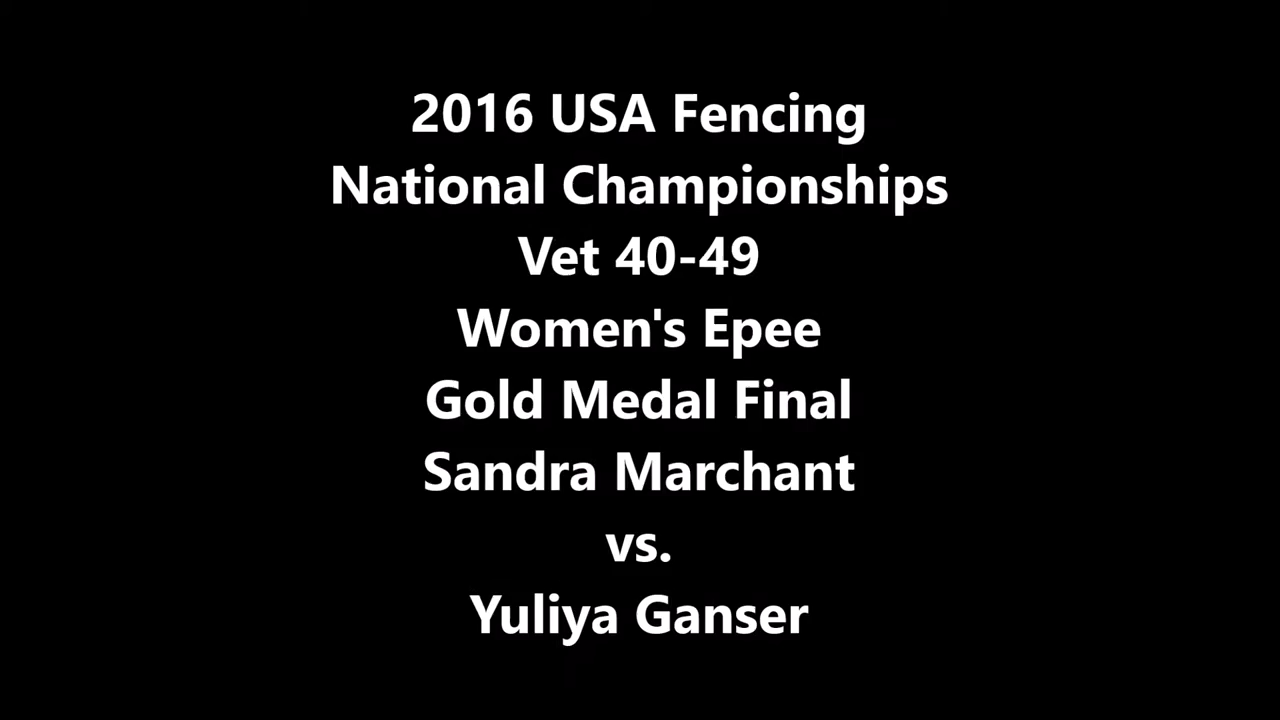 2016 USA Fencing
National Championships
Vet 40-49
Women's Epee
Gold Medal Final
Sandra Marchant
vs.
Yuliya Ganser